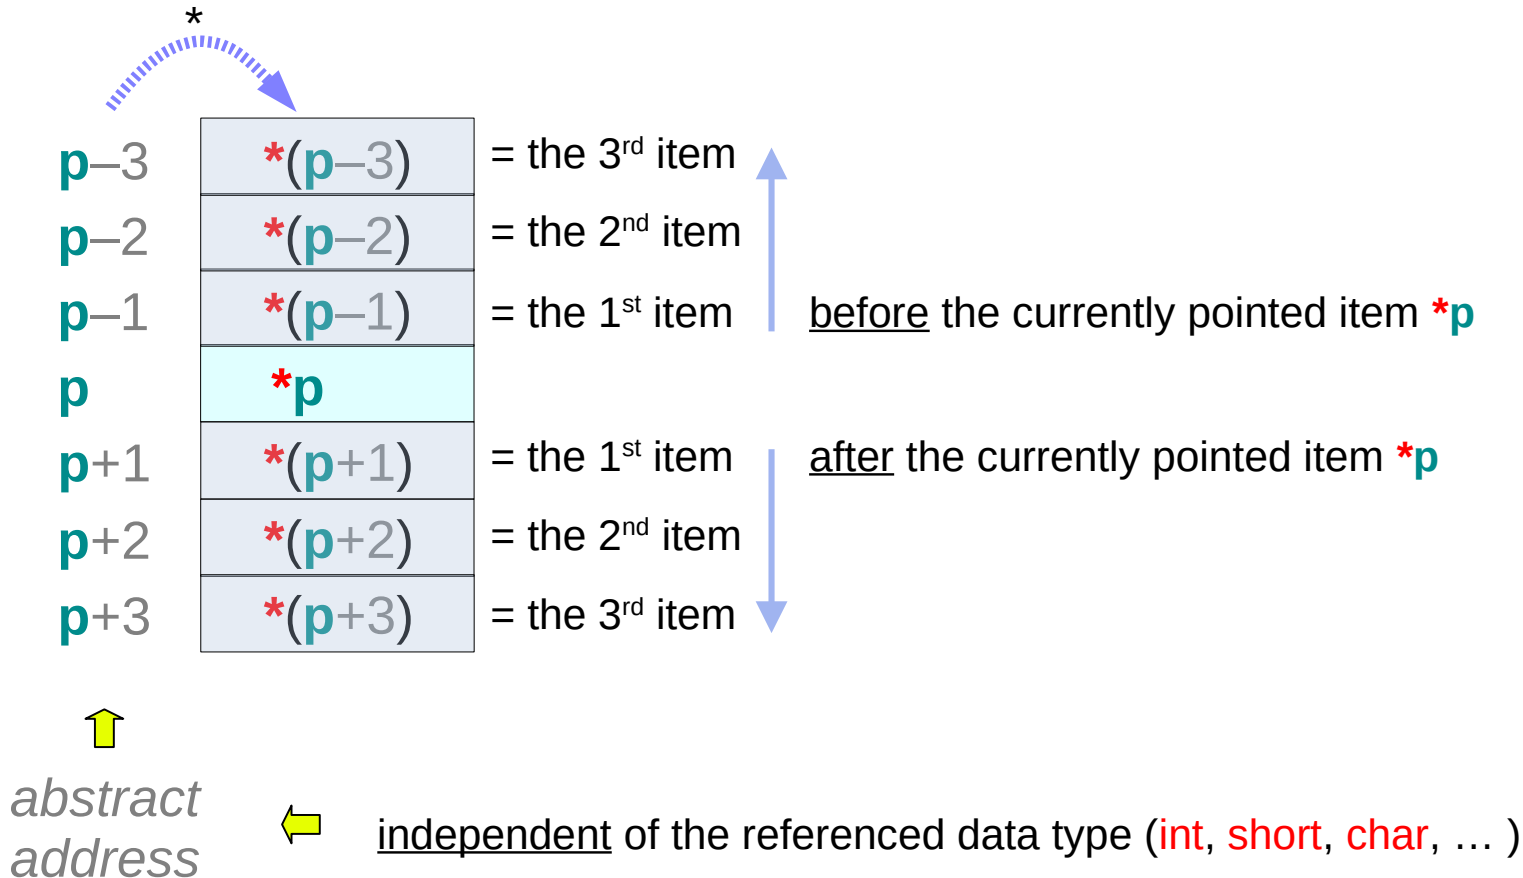 *
p–3 *(p–3) = the 3rd item
p–2 *(p–2) = the 2nd item
p–1 *(p–1) = the 1st item before the currently pointed item *p
p *p
p+1 *(p+1) = the 1st item after the currently pointed item *p
p+2 *(p+2) = the 2nd item
p+3 *(p+3) = the 3rd item
abstract
address
independent of the referenced data type (int, short, char, … )